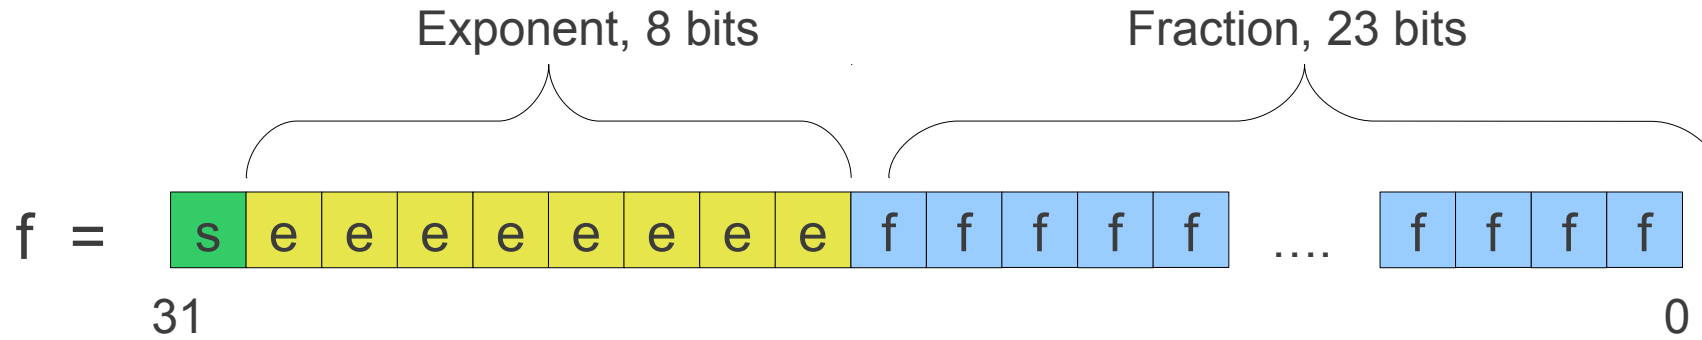 Exponent, 8 bits Fraction, 23 bits
f = s e e e e e e e e f f f f f .... f f f f
31 0